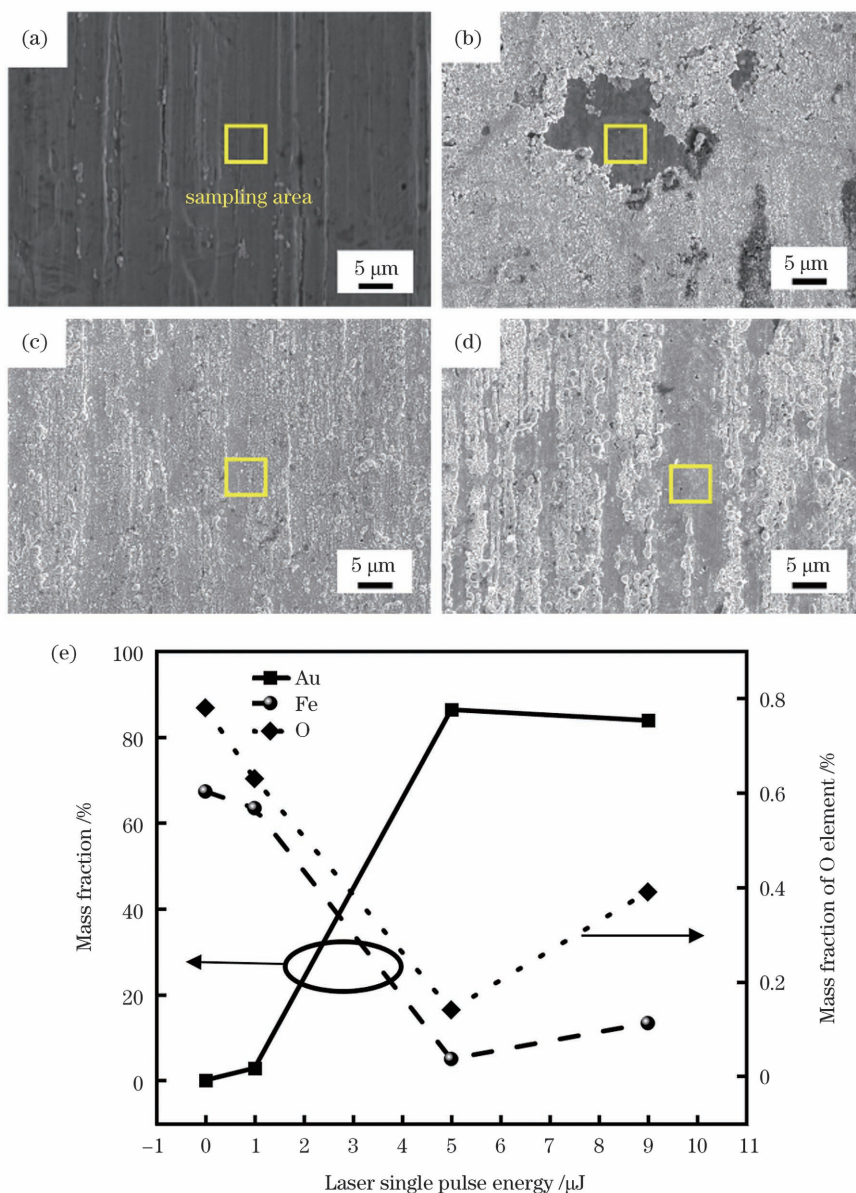 (a)
sampling area
5 μm
(b)
5 μm
(c)
5 μm
(d)
5 μm
(e)
Au
Fe
O
100
80
60
40
20
0
Mass fraction /%
0.8
0.6
0.4
0.2
0
Mass fraction of O element /%
−1 0 1 2 3 4 5 6 7 8 9 10 11
Laser single pulse energy /μJ